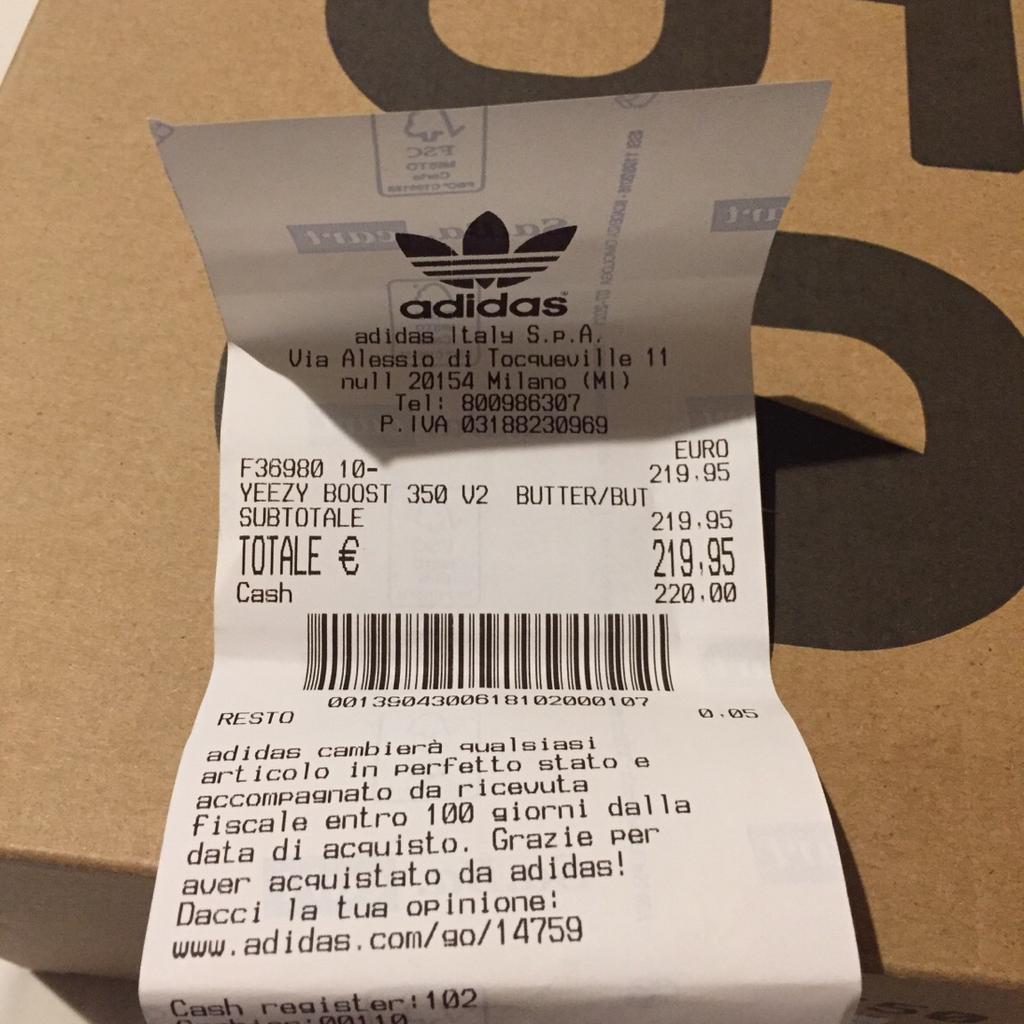 adidas
adidas Italy S.p.A.
Via Alessio di Tocqueville 11
null 20154 Milano (MI)
Tel: 800986307
P.IVA 03188230969
EURO
F36980 10- 219.95
YEEZY BOOST 350 V2 BUTTER/BUT
SUBTOTALE 219.95
TOTALE € 219,95
Cash 220.00
0013904300618102000107
RESTO 0.05
adidas cambierà qualsiasi
articolo in perfetto stato e
accompagnato da ricevuta
fiscale entro 100 giorni dalla
data di acquisto. Grazie per
aver acquistato da adidas!
Dacci la tua opinione:
www.adidas.com/go/14759
Cash register:102
Cashier:00110